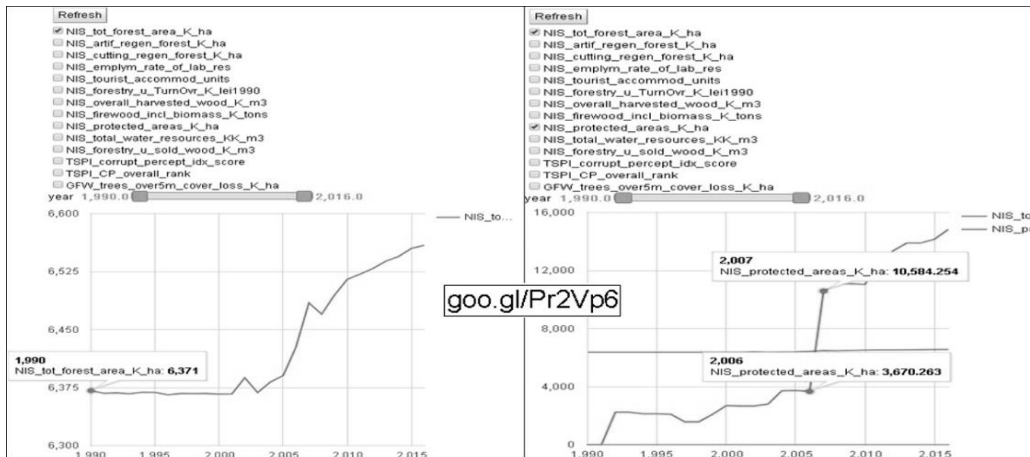 Refresh
NIS_tot_forest_area_K_ha
NIS_artif_regen_forest_K_ha
NIS_cutting_regen_forest_K_ha
NIS_emplym_rate_of_lab_res
NIS_tourist_accommod_units
NIS_forestry_u_TurnOvr_K_lei1990
NIS_overall_harvested_wood_K_m3
NIS_firewood_incl_biomass_K_tons
NIS_protected_areas_K_ha
NIS_total_water_resources_KK_m3
NIS_forestry_u_sold_wood_K_m3
TSPI_corrupt_percept_idx_score
TSPI_CP_overall_rank
GFW_trees_over5m_cover_loss_K_ha
year 1,990.0 2,016.0
6,600
NIS_to...
6,525
6,450
1,990
NIS_tot_forest_area_K_ha: 6,371
6,375
6,300
1,990 1,995 2,000 2,005 2,010 2,015
goo.gl/Pr2Vp6
Refresh
NIS_tot_forest_area_K_ha
NIS_artif_regen_forest_K_ha
NIS_cutting_regen_forest_K_ha
NIS_emplym_rate_of_lab_res
NIS_tourist_accommod_units
NIS_forestry_u_TurnOvr_K_lei1990
NIS_overall_harvested_wood_K_m3
NIS_firewood_incl_biomass_K_tons
NIS_protected_areas_K_ha
NIS_total_water_resources_KK_m3
NIS_forestry_u_sold_wood_K_m3
TSPI_corrupt_percept_idx_score
TSPI_CP_overall_rank
GFW_trees_over5m_cover_loss_K_ha
year 1,990.0 2,016.0
16,000
NIS_to
NIS_pr
2,007
NIS_protected_areas_K_ha: 10,584.254
12,000
8,000
2,006
NIS_protected_areas_K_ha: 3,670.263
4,000
0
1,990 1,995 2,000 2,005 2,010 2,015